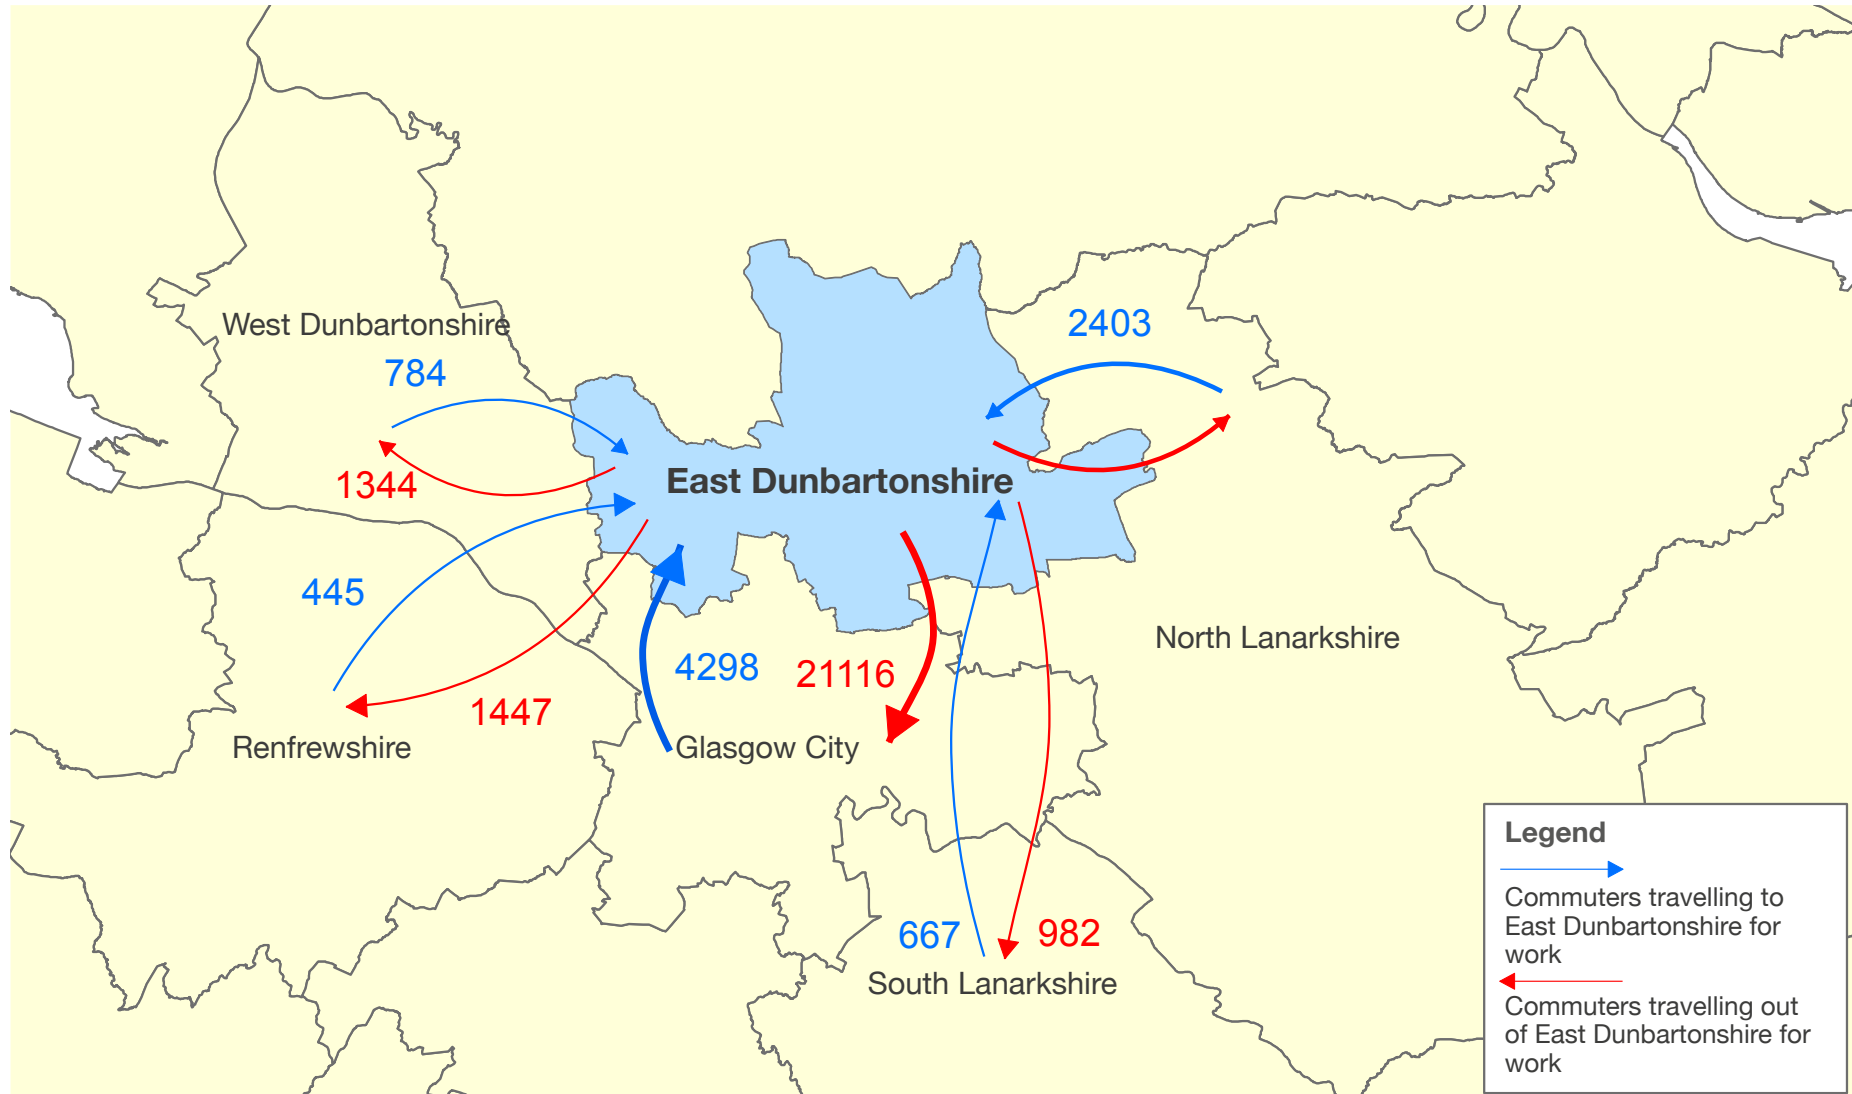 2403
West Dunbartonshire
784
East Dunbartonshire
1344
445
North Lanarkshire
4298
21116
1447
Renfrewshire
Glasgow City
667
982
South Lanarkshire
Legend
Commuters travelling to
East Dunbartonshire for
work
Commuters travelling out
of East Dunbartonshire for
work